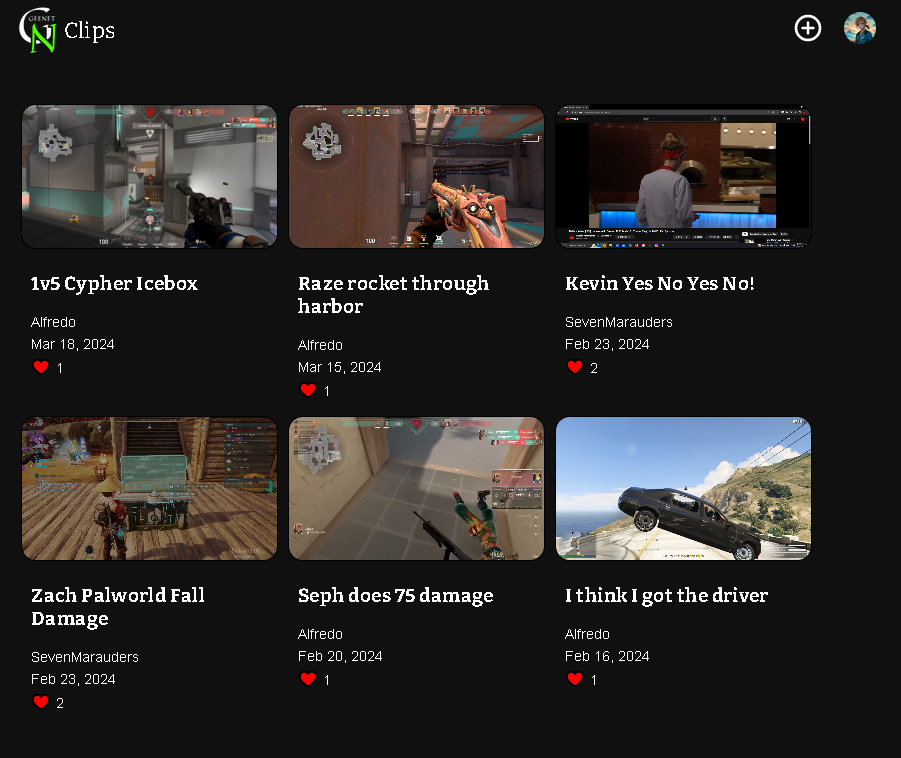 GEENET
Clips
1v5 Cypher Icebox
Alfredo
Mar 18, 2024
1
Raze rocket through
harbor
Alfredo
Mar 15, 2024
1
Kevin Yes No Yes No!
SevenMarauders
Feb 23, 2024
2
Zach Palworld Fall
Damage
SevenMarauders
Feb 23, 2024
2
Seph does 75 damage
Alfredo
Feb 20, 2024
1
I think I got the driver
Alfredo
Feb 16, 2024
1